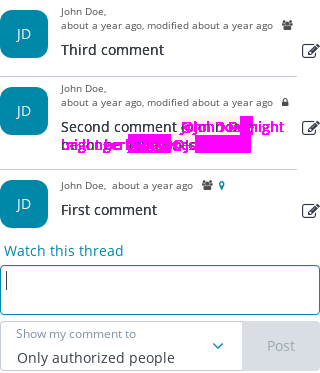 JD
John Doe,
about a year ago, modified about a year ago
Third comment
JD
John Doe,
about a year ago, modified about a year ago
Second comment
JD
John Doe, about a year ago
First comment
Watch this thread
Show my comment to
Only authorized people
Post